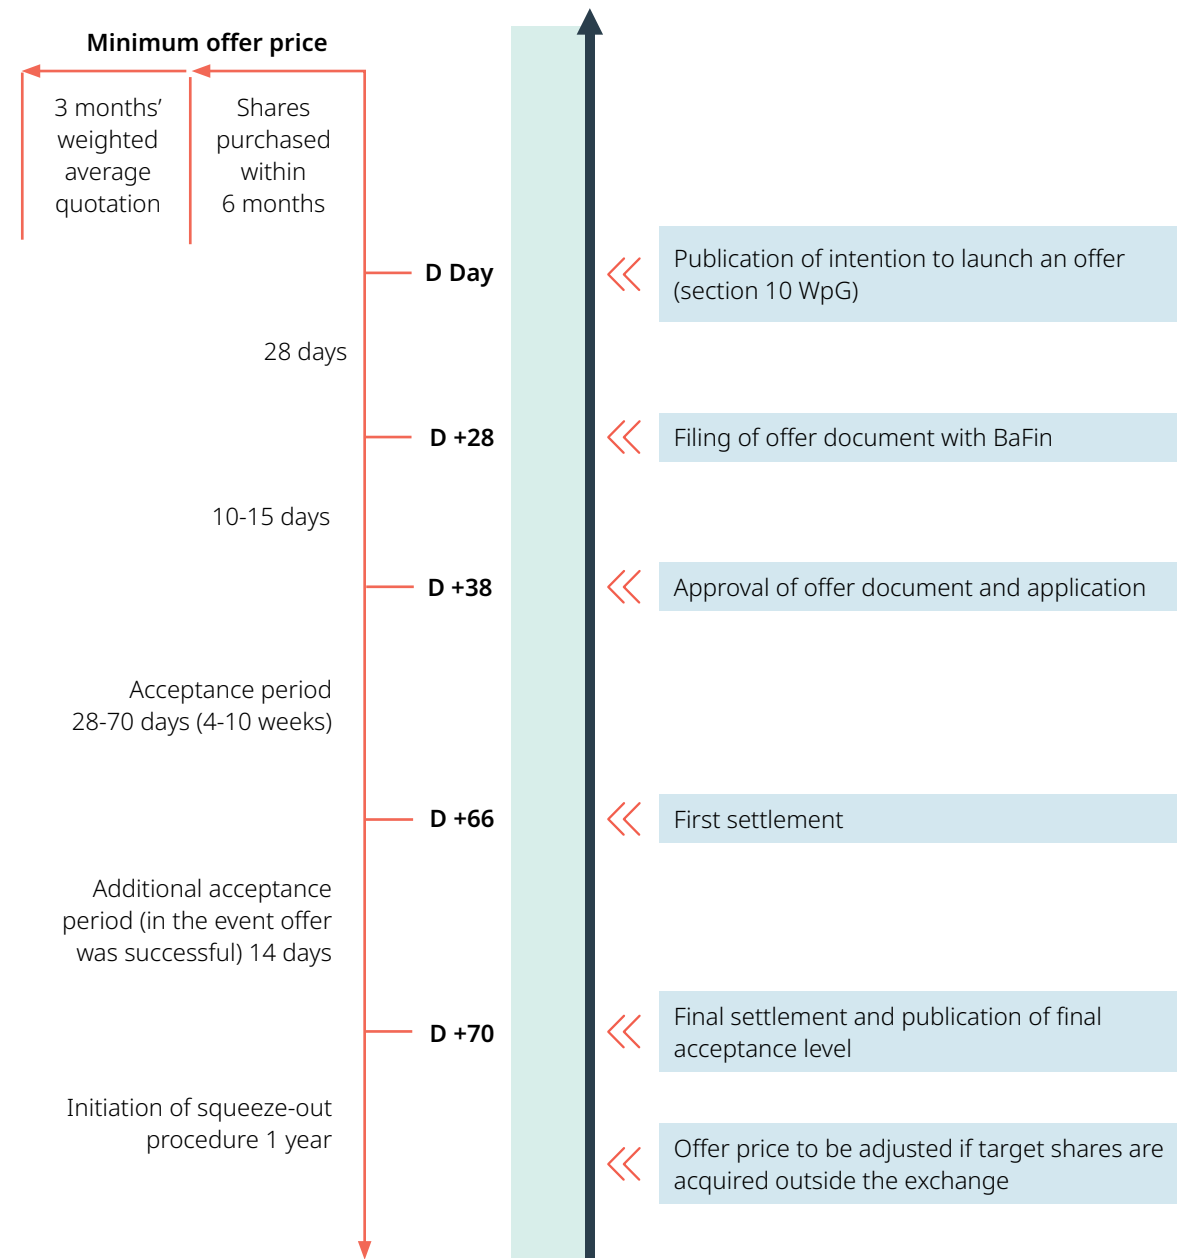 Minimum offer price
3 months’
weighted
average
quotation
Shares
purchased
within
6 months
D Day
Publication of intention to launch an offer
(section 10 WpG)
28 days
D +28
Filing of offer document with BaFin
10-15 days
D +38
Approval of offer document and application
Acceptance period
28-70 days (4-10 weeks)
D +66
First settlement
Additional acceptance
period (in the event offer
was successful) 14 days
D +70
Final settlement and publication of final
acceptance level
Initiation of squeeze-out
procedure 1 year
Offer price to be adjusted if target shares are
acquired outside the exchange